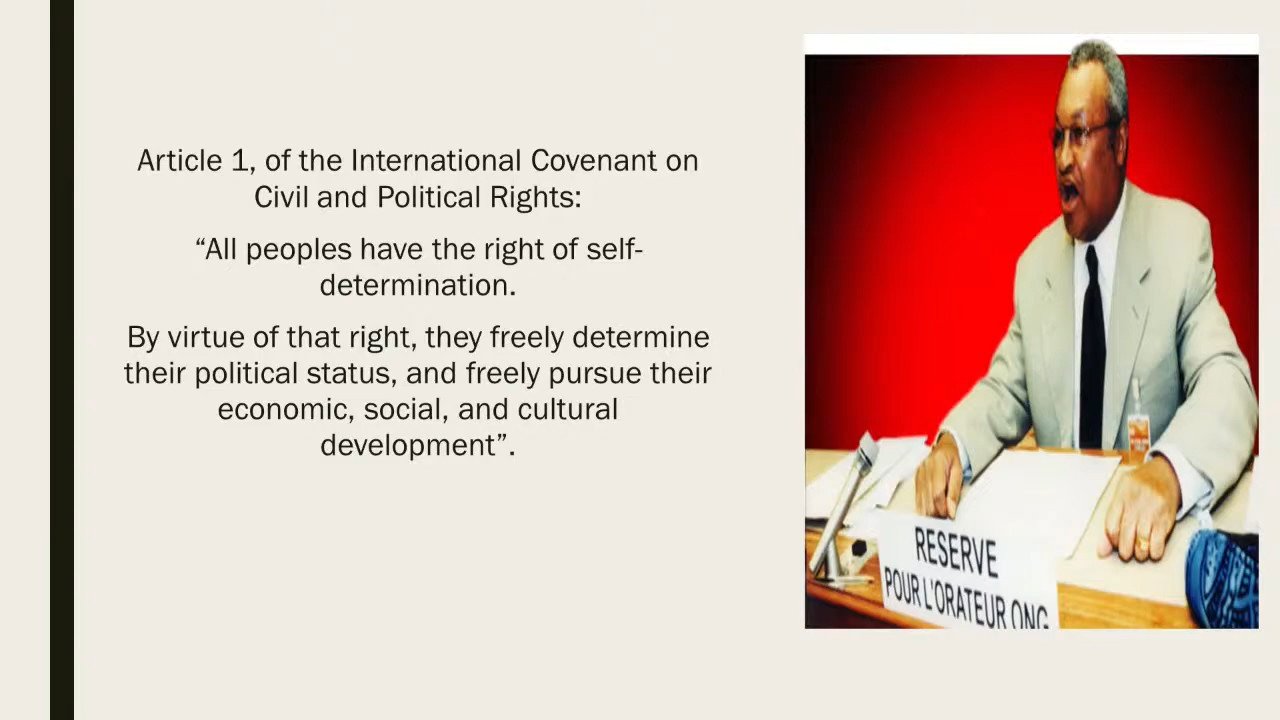 Article 1, of the International Covenant on
Civil and Political Rights:
“All peoples have the right of self-
determination.
By virtue of that right, they freely determine
their political status, and freely pursue their
economic, social, and cultural
development”.
RESERVE
POUR L'ORATEUR ONG